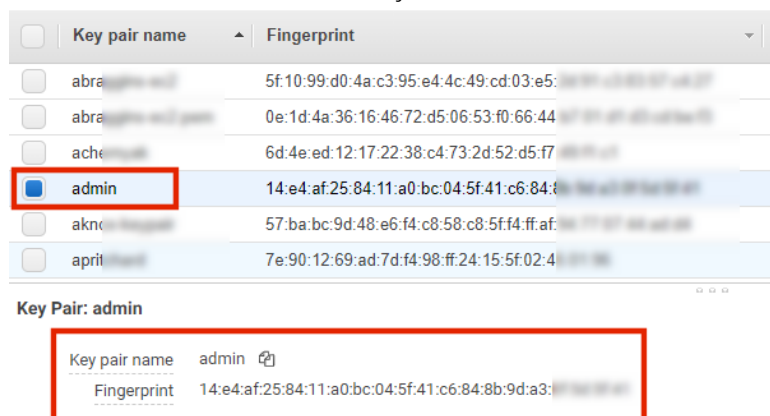 Key pair name Fingerprint
abra 5f:10:99:d0:4a:c3:95:e4:4c:49:cd:03:e5:
abra 0e:1d:4a:36:16:46:72:d5:06:53:f0:66:44
ache 6d:4e:ed:12:17:22:38:c4:73:2d:52:d5:f7
admin 14:e4:af:25:84:11:a0:bc:04:5f:41:c6:84:
akno 57:ba:bc:9d:48:e6:f4:c8:58:c8:5f:f4:ff:af:
aprit 7e:90:12:69:ad:7d:f4:98:ff:24:15:5f:02:4
Key Pair: admin
Key pair name admin
Fingerprint 14:e4:af:25:84:11:a0:bc:04:5f:41:c6:84:8b:9d:a3: